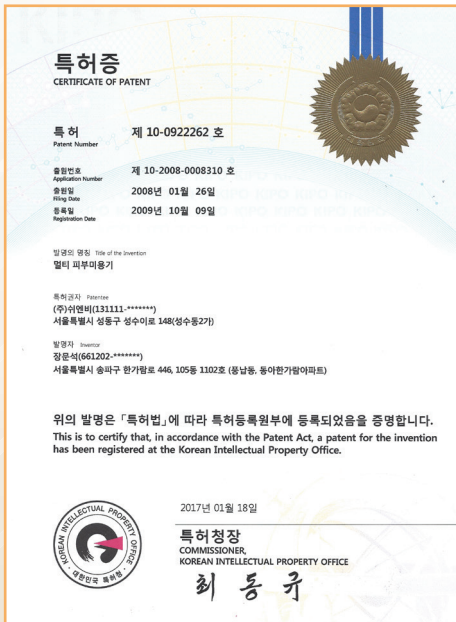 특허증
CERTIFICATE OF PATENT
특 허 제 10-0922262 호
Patent Number
출원번호 제 10-2008-0008310 호
Application Number
출원일 2008년 01월 26일
Filing Date
등록일 2009년 10월 09일
Registration Date
발명의 명칭 Title of the Invention
멀티 피부미용기
특허권자 Patentee
(주)쉬엔비(131111-*******)
서울특별시 성동구 성수이로 148(성수동2가)
발명자 Inventor
장문석(661202-*******)
서울특별시 송파구 한가람로 446, 105동 1102호 (풍납동, 동아한가람아파트)
위의 발명은 「특허법」에 따라 특허등록원부에 등록되었음을 증명합니다.
This is to certify that, in accordance with the Patent Act, a patent for the invention
has been registered at the Korean Intellectual Property Office.
2017년 01월 18일
특허청장
COMMISSIONER,
KOREAN INTELLECTUAL PROPERTY OFFICE
최동규
KOREAN INTELLECTUAL PROPERTY OFFICE
대한민국 특허청